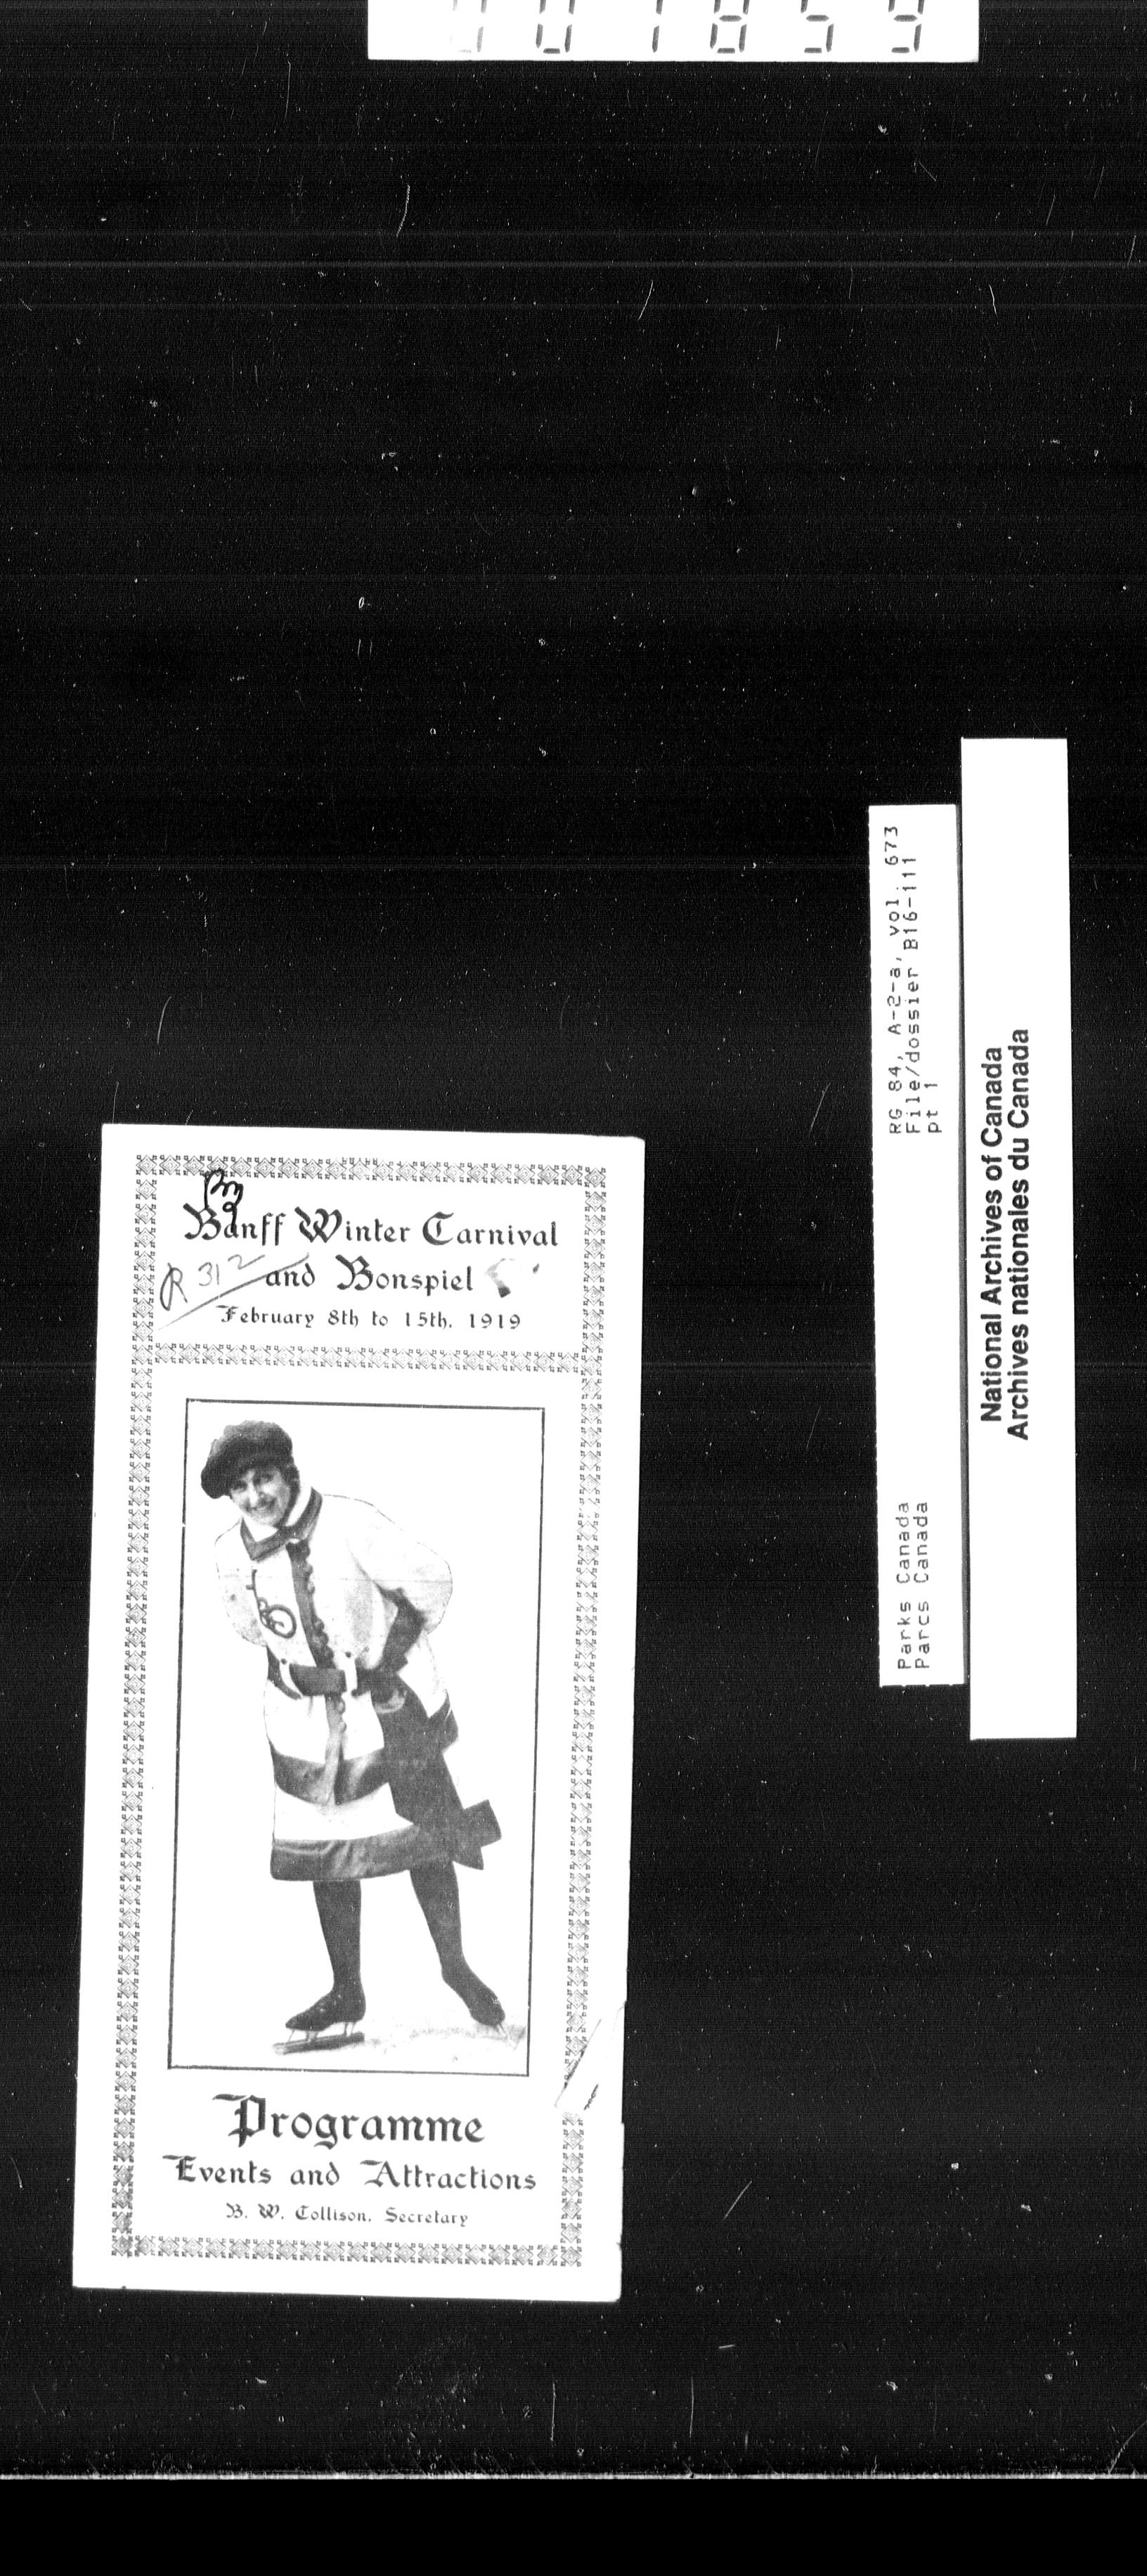 Banff Winter Carnival
R 312
and Bonspiel
February 8th to 15th, 1919
Programme
Events and Attractions
B. W. Collison, Secretary
RG 84, A-2-a, vol. 673
File/dossier B16-111
pt 1
Parks Canada
Parcs Canada
National Archives of Canada
Archives nationales du Canada